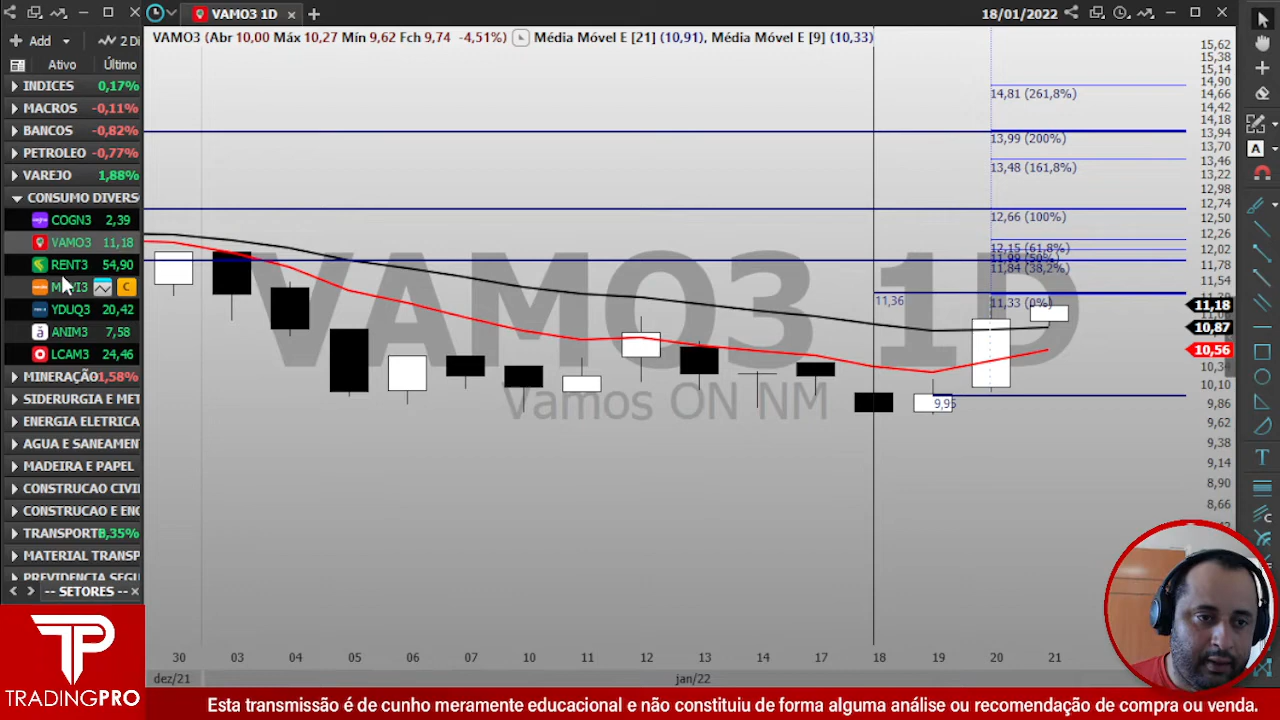 VAMO3 1D
18/01/2022
Add
2 Di
Ativo Último
VAMO3 (Abr 10,00 Máx 10,27 Mín 9,62 Fch 9,74 -4,51%) Média Móvel E [21] (10,91), Média Móvel E [9] (10,33)
INDICES 0,17%
MACROS -0,11%
BANCOS -0,82%
PETROLEO -0,77%
VAREJO 1,88%
CONSUMO DIVERS
COGN3 2,39
VAMO3 11,18
RENT3 54,90
C
YDUQ3 20,42
ANIM3 7,58
LCAM3 24,46
MINERAÇÃO 1,58%
SIDERURGIA E MET
ENERGIA ELETRICA
AGUA E SANEAMEN
MADEIRA E PAPEL
CONSTRUCAO CIVI
CONSTRUCAO E ENG
TRANSPORTE 0,35%
MATERIAL TRANSP
PREVIDENCIA SEGU
-- SETORES --
VAMO3 1D
Vamos ON NM
14,81 (261,8%)
13,99 (200%)
13,48 (161,8%)
12,66 (100%)
12,15 (61,8%)
11,99 (50%)
11,84 (38,2%)
11,36
11,33 (0%)
9,95
15,62
15,38
15,14
14,90
14,66
14,42
14,18
13,94
13,70
13,46
13,22
12,98
12,74
12,50
12,26
12,02
11,78
11,54
11,18
10,87
10,56
10,34
10,10
9,86
9,62
9,38
9,14
8,90
8,66
30 03 04 05 06 07 10 11 12 13 14 17 18 19 20 21
dez/21 jan/22
TP
TRADINGPRO
Esta transmissão é de cunho meramente educacional e não constitui de forma alguma análise ou recomendação de compra ou venda.